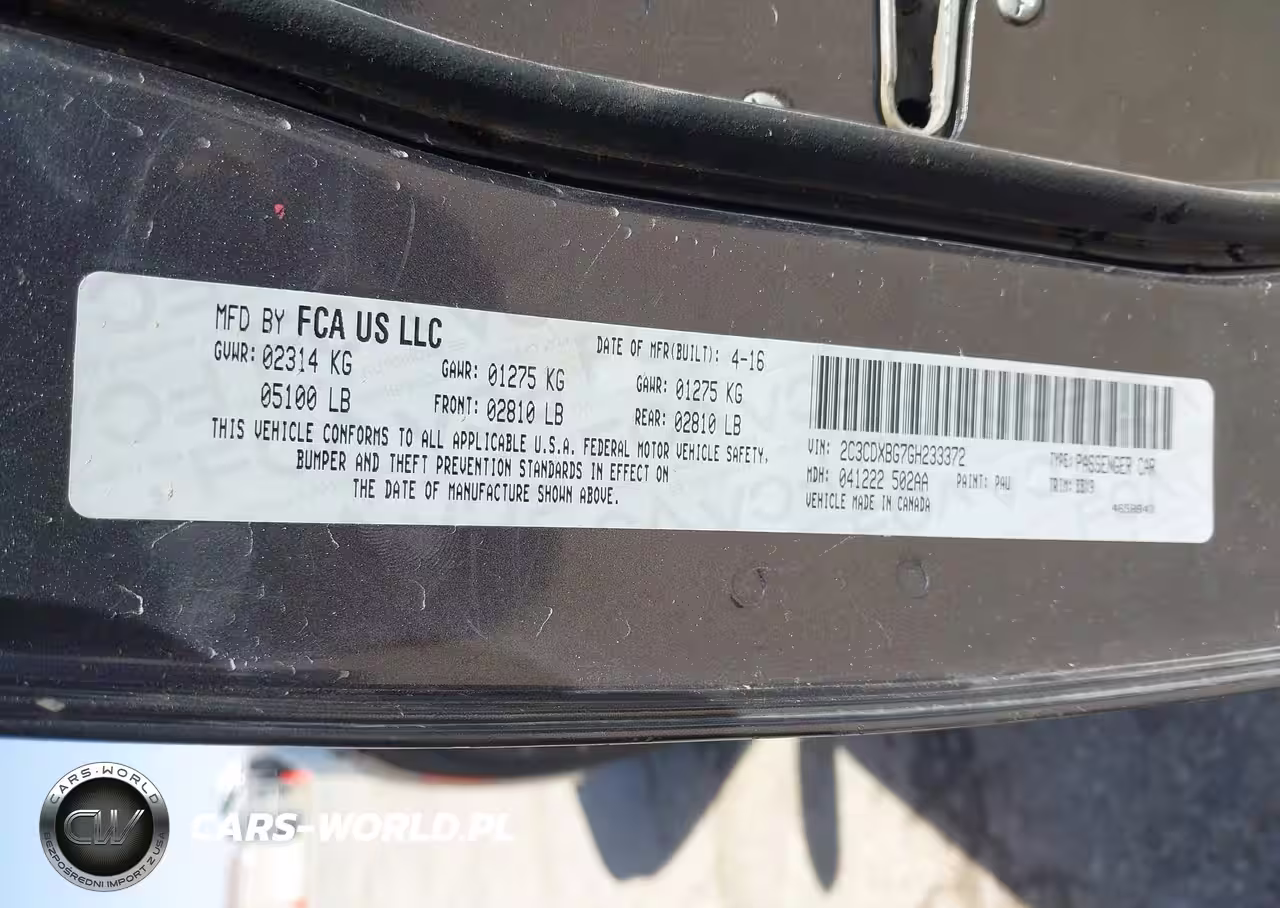 MFD BY FCA US LLC
DATE OF MFR(BUILT): 4-16
GVWR: 02314 KG
GAWR: 01275 KG
GAWR: 01275 KG
05100 LB
FRONT: 02810 LB
REAR: 02810 LB
THIS VEHICLE CONFORMS TO ALL APPLICABLE U.S.A. FEDERAL MOTOR VEHICLE SAFETY,
BUMPER AND THEFT PREVENTION STANDARDS IN EFFECT ON
THE DATE OF MANUFACTURE SHOWN ABOVE.
VIN: 2C3CDXBG7GH233372
TYPE: PASSENGER CAR
MDH: 041222 502AA
PAINT: PAU
VEHICLE MADE IN CANADA
CARS-WORLD
CW
BEZPOŚREDNI IMPORT Z USA
CARS-WORLD.PL